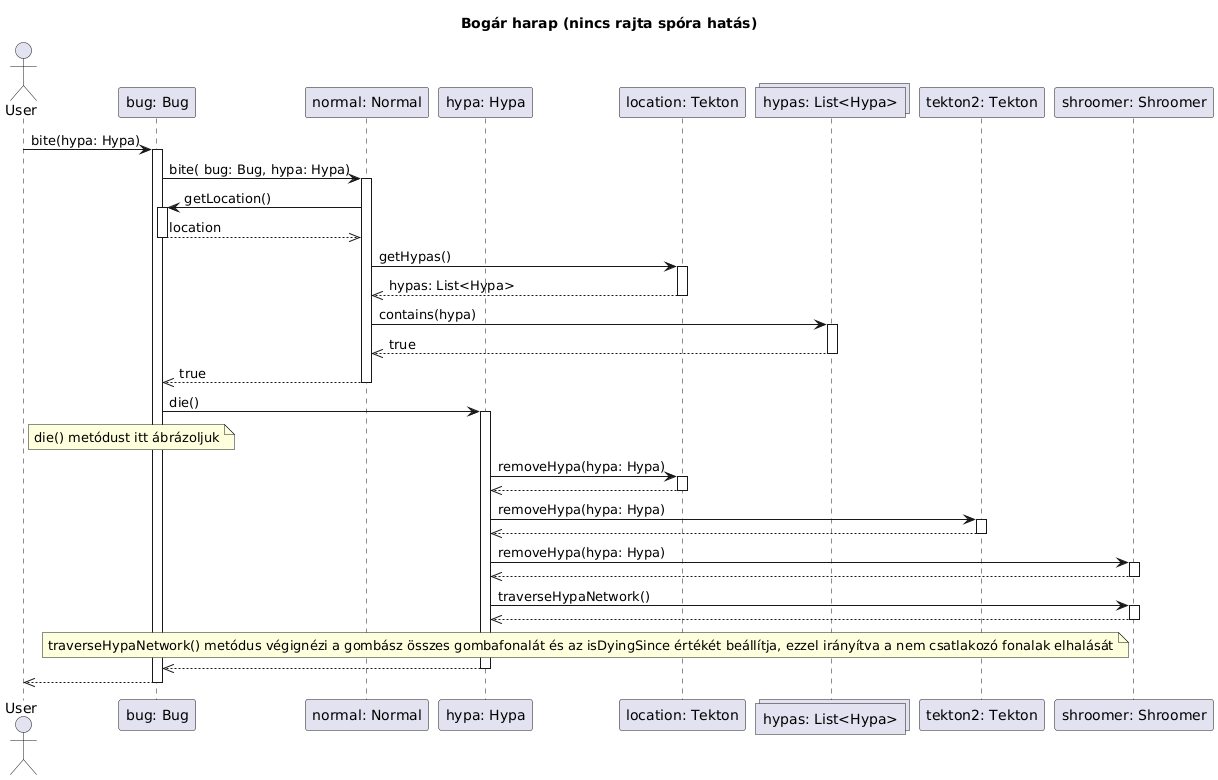 Bogár harap (nincs rajta spóra hatás)
User
bug: Bug
normal: Normal
hypa: Hypa
location: Tekton
hypas: List<Hypa>
tekton2: Tekton
shroomer: Shroomer
bite(hypa: Hypa)
bite( bug: Bug, hypa: Hypa)
getLocation()
location
getHypas()
hypas: List<Hypa>
contains(hypa)
true
true
die()
die() metódust itt ábrázoljuk
removeHypa(hypa: Hypa)
removeHypa(hypa: Hypa)
removeHypa(hypa: Hypa)
traverseHypaNetwork()
traverseHypaNetwork() metódus végignézi a gombász összes gombafonalát és az isDyingSince értékét beállítja, ezzel irányítva a nem csatlakozó fonalak elhalását
User
bug: Bug
normal: Normal
hypa: Hypa
location: Tekton
hypas: List<Hypa>
tekton2: Tekton
shroomer: Shroomer